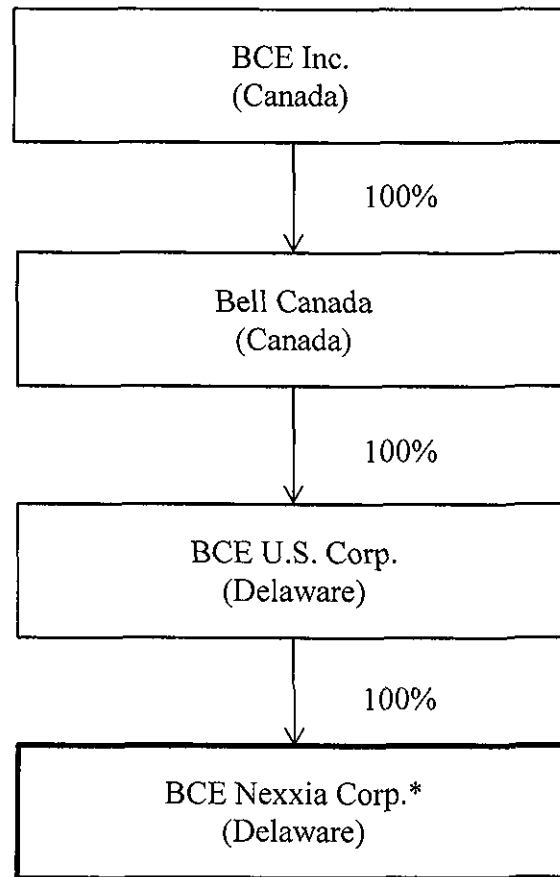 BCE Inc.
(Canada)
100%
Bell Canada
(Canada)
100%
BCE U.S. Corp.
(Delaware)
100%
BCE Nexxia Corp.*
(Delaware)